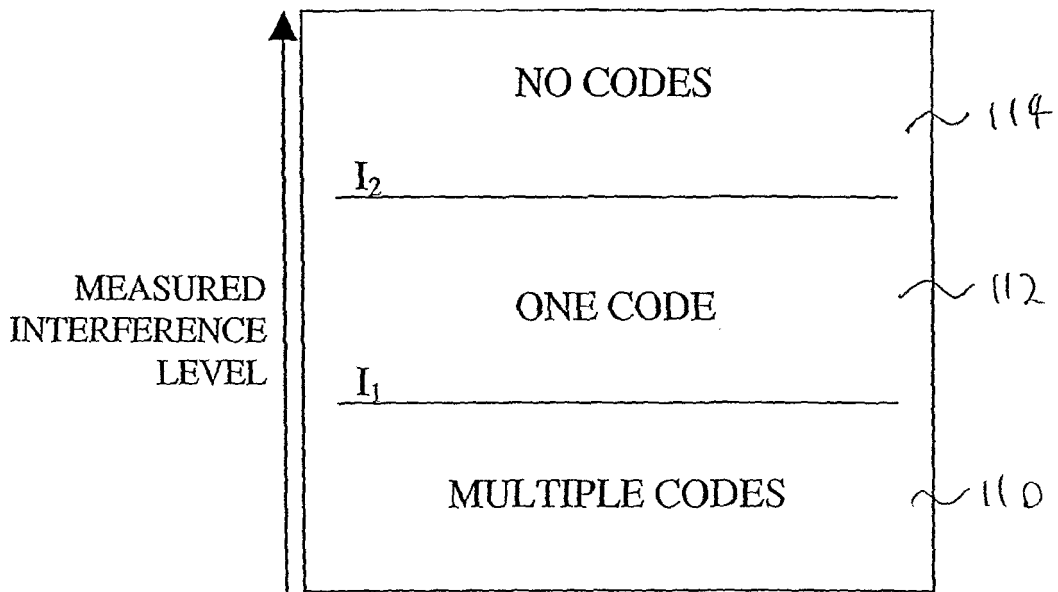 NO CODES
114
I₂
MEASURED
INTERFERENCE
LEVEL
ONE CODE
112
I₁
MULTIPLE CODES
110